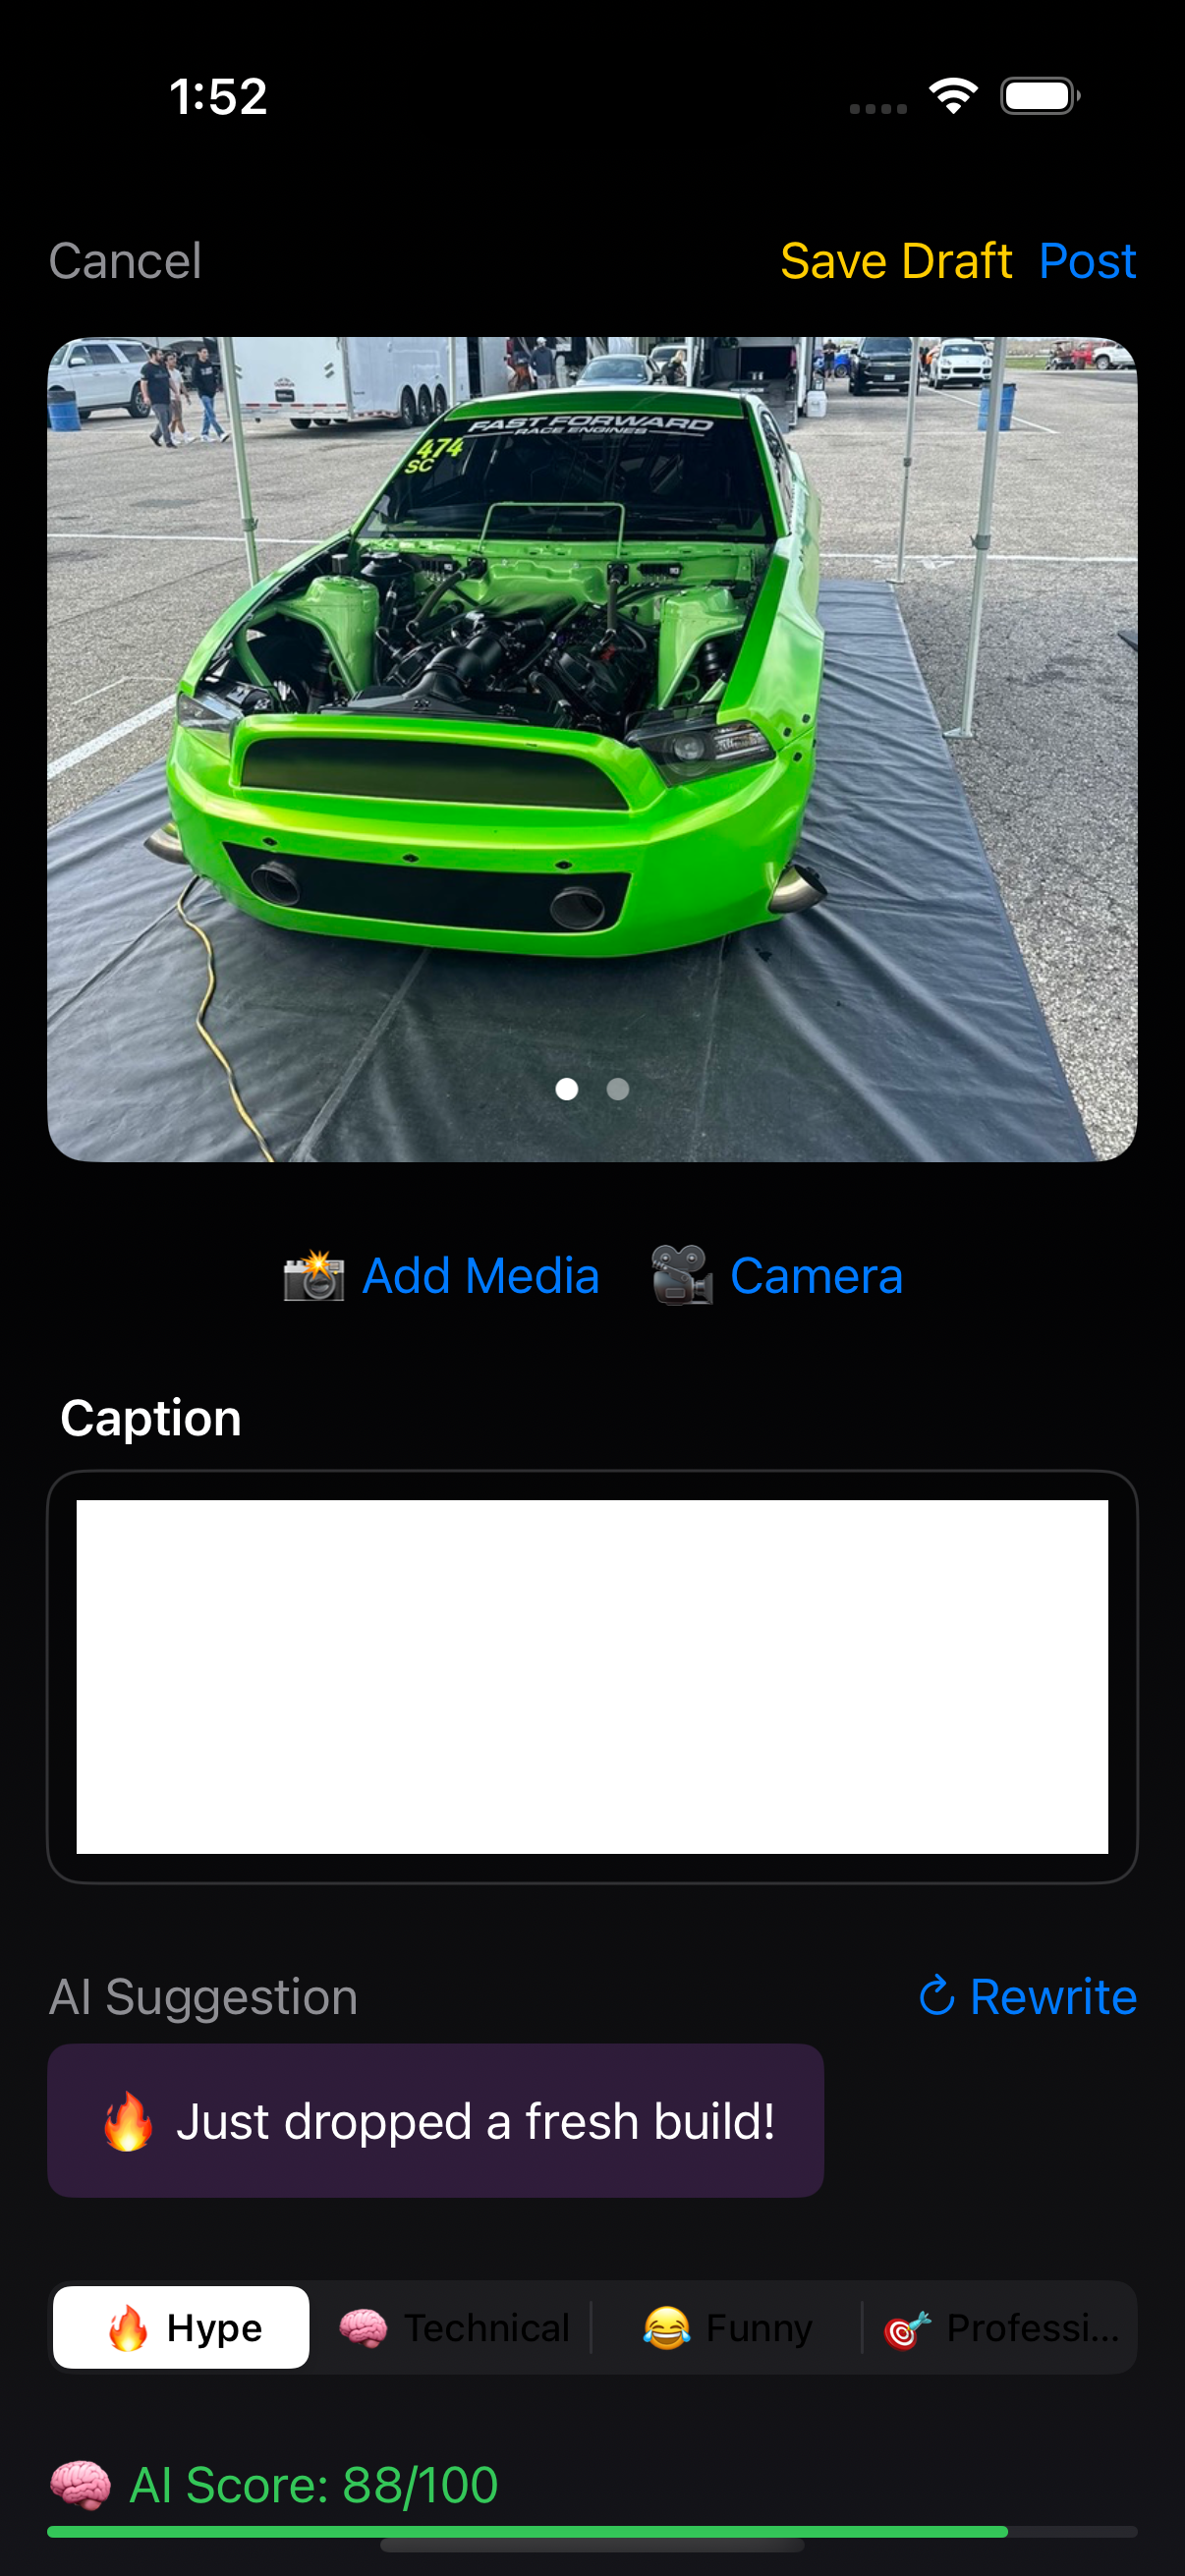 1:52
Cancel
Save Draft Post
FAST FORWARD
RACE ENGINES
474
SC
📸 Add Media 🎥 Camera
Caption
AI Suggestion
Rewrite
🔥 Just dropped a fresh build!
🔥 Hype 🧠 Technical 😂 Funny 🎯 Professi...
🧠 AI Score: 88/100